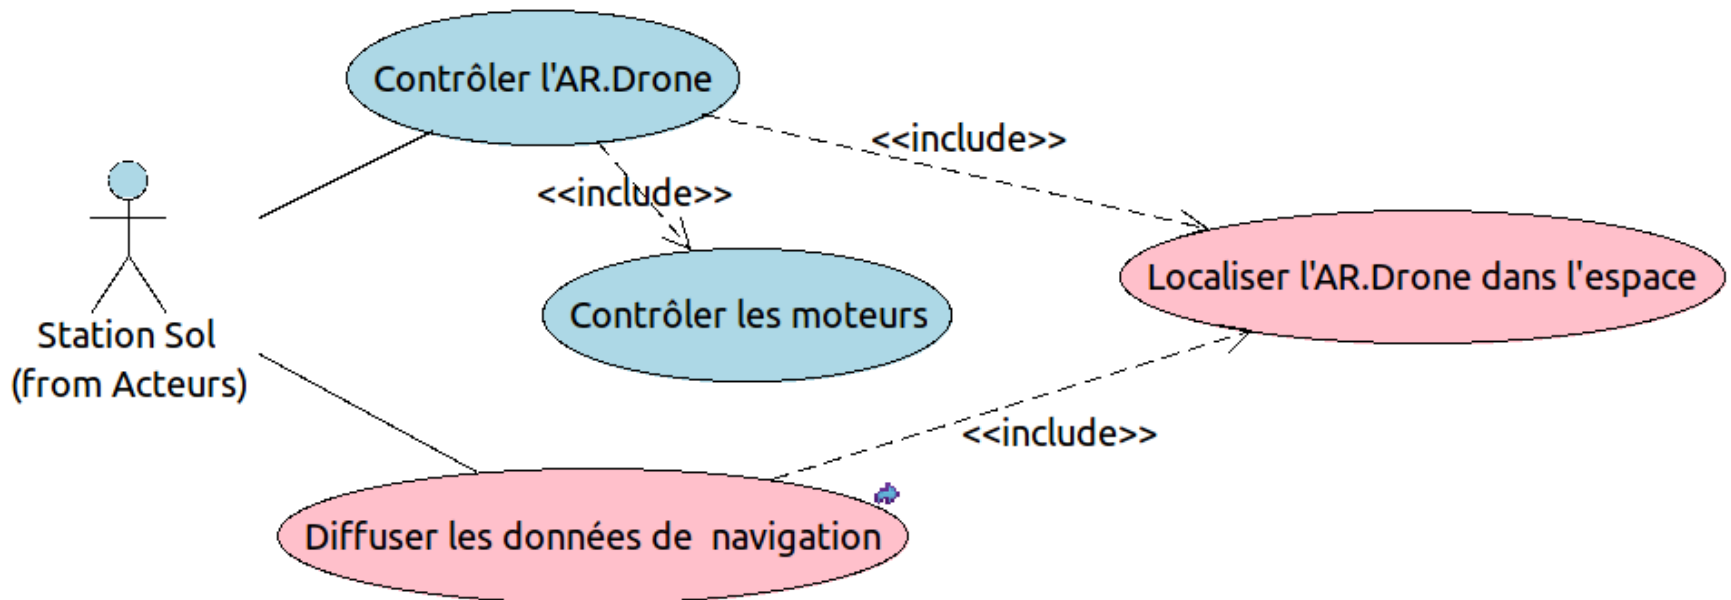 Contrôler l'AR.Drone
<<include>>
<<include>>
Localiser l'AR.Drone dans l'espace
Contrôler les moteurs
Station Sol
(from Acteurs)
<<include>>
Diffuser les données de  navigation